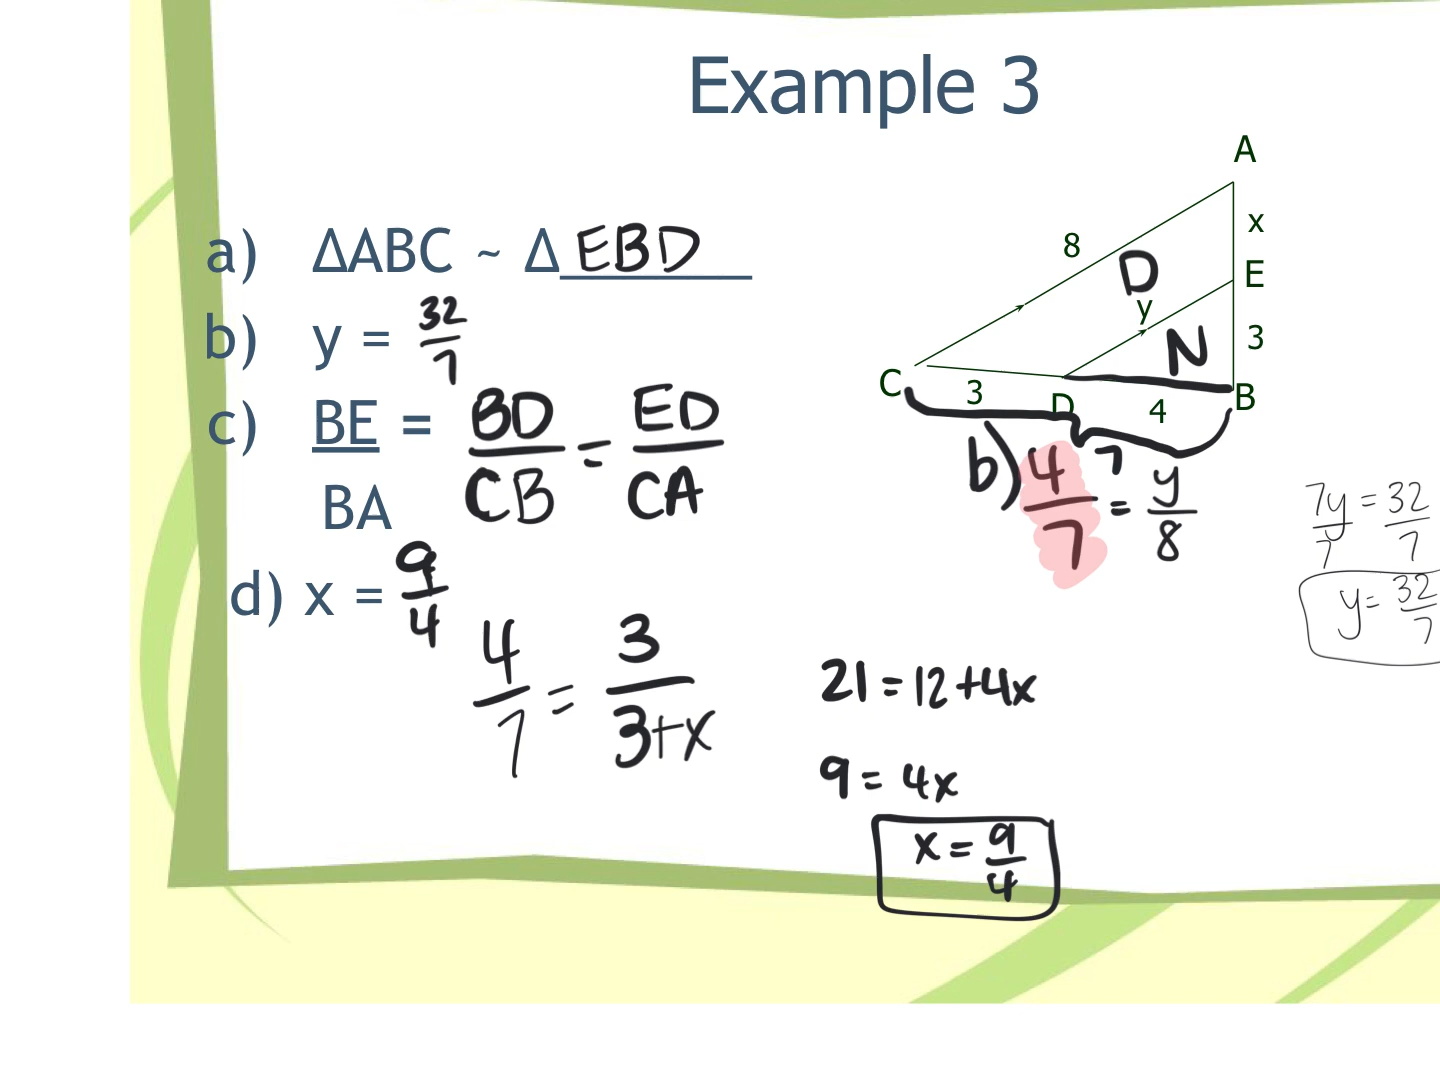 Example 3
a) ΔABC ~ Δ EBD
b) y = 32/7
c) BE/BA = BD/CB = ED/CA
d) x = 9/4
4/7 = 3/(3+x)
21 = 12 + 4x
9 = 4x
x = 9/4
A
x
8
D
E
y
N
3
C
3
D
4
B
7
b) 4/7 = y/8
7y/7 = 32/7
y = 32/7